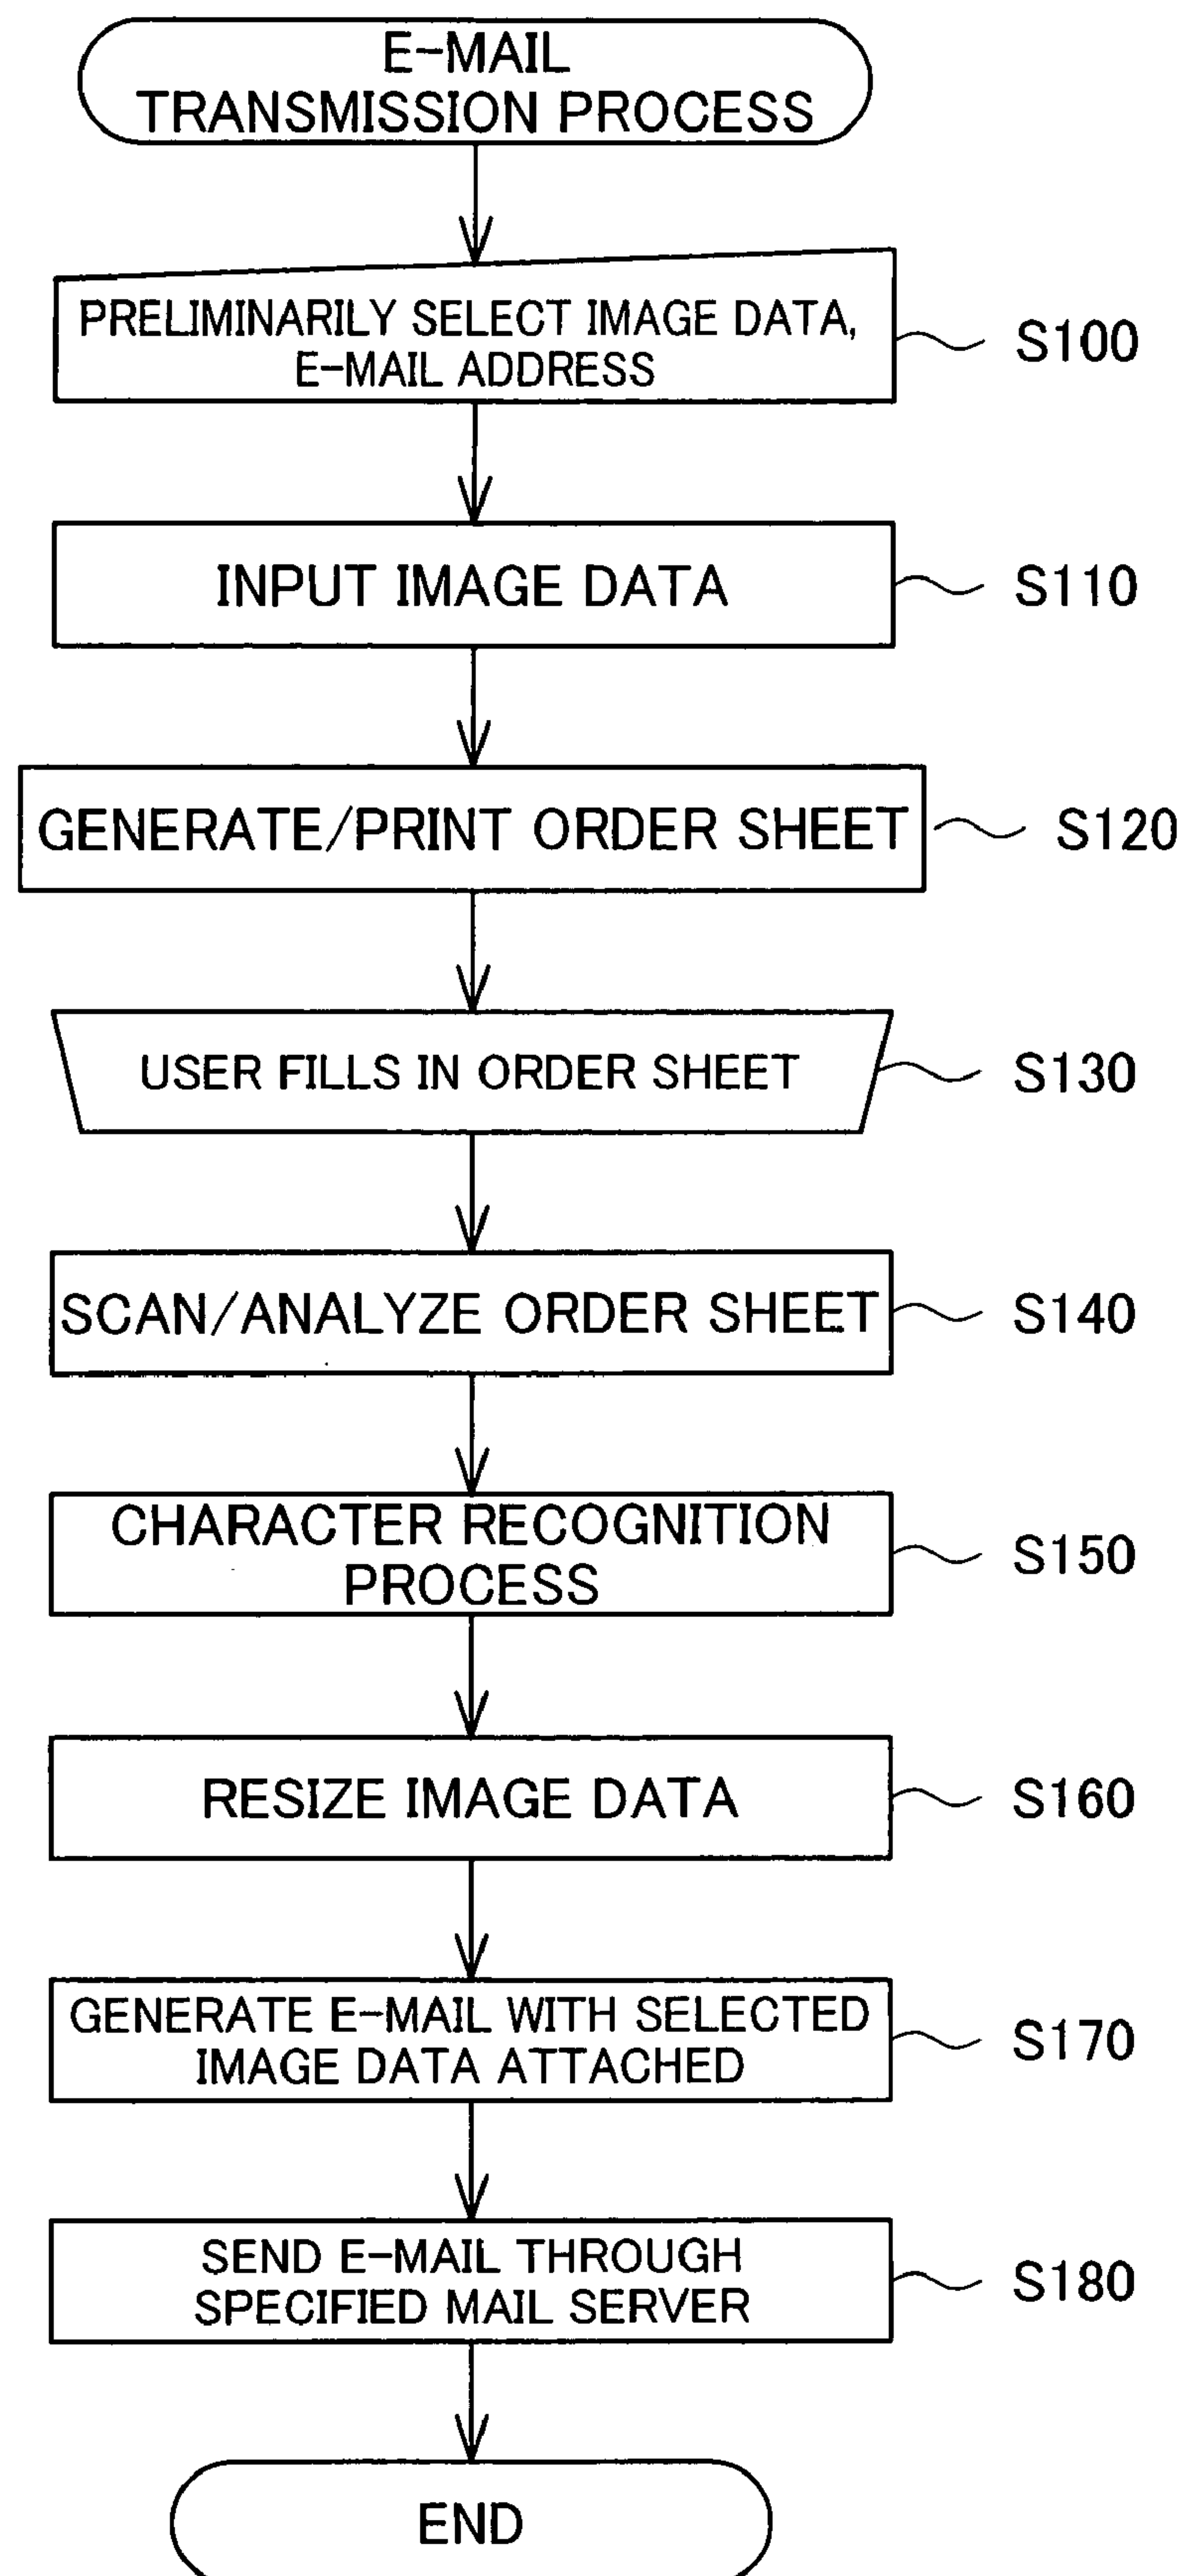 E-MAIL
TRANSMISSION PROCESS
PRELIMINARILY SELECT IMAGE DATA,
E-MAIL ADDRESS
S100
INPUT IMAGE DATA
S110
GENERATE/PRINT ORDER SHEET
S120
USER FILLS IN ORDER SHEET
S130
SCAN/ANALYZE ORDER SHEET
S140
CHARACTER RECOGNITION
PROCESS
S150
RESIZE IMAGE DATA
S160
GENERATE E-MAIL WITH SELECTED
IMAGE DATA ATTACHED
S170
SEND E-MAIL THROUGH
SPECIFIED MAIL SERVER
S180
END